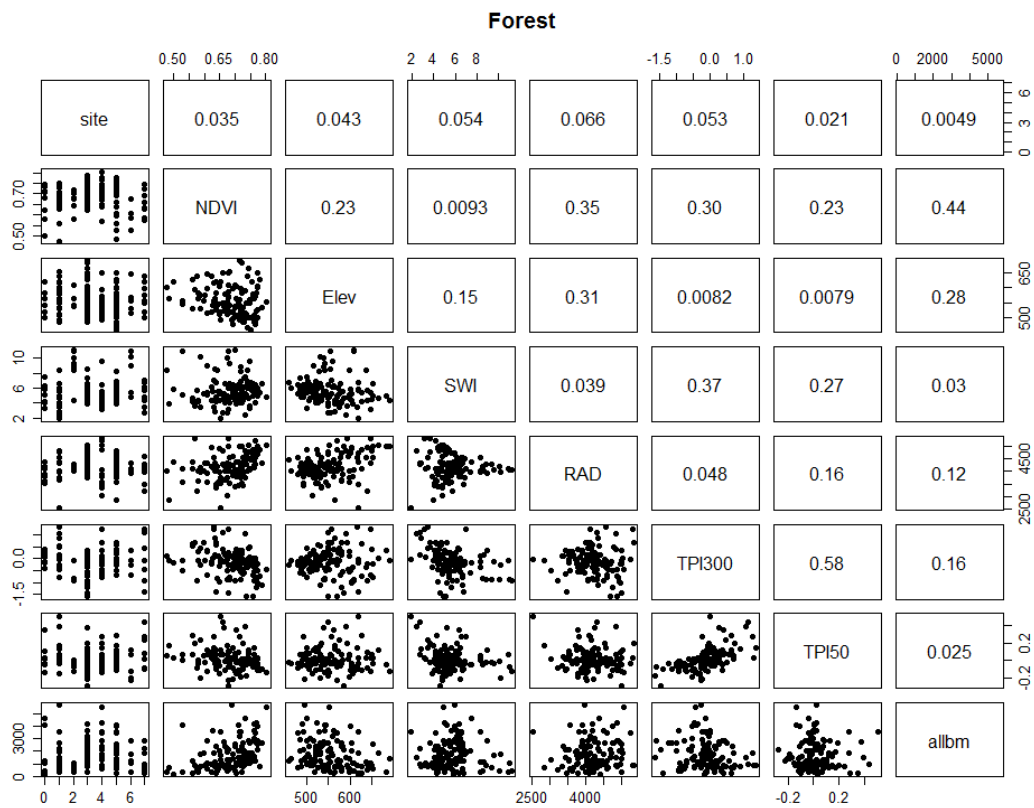 Forest
0.50 0.65 0.80 2 4 6 8 -1.5 0.0 1.0 0 2000 5000
site 0.035 0.043 0.054 0.066 0.053 0.021 0.0049 0 3 6
0.50 0.70 NDVI 0.23 0.0093 0.35 0.30 0.23 0.44
Elev 0.15 0.31 0.0082 0.0079 0.28 500 650
2 6 10 SWI 0.039 0.37 0.27 0.03
RAD 0.048 0.16 0.12 2500 4500
-1.5 0.0 TPI300 0.58 0.16
TPI50 0.025 -0.2 0.2
0 3000 allbm
0 2 4 6 500 600 2500 4000 -0.2 0.2